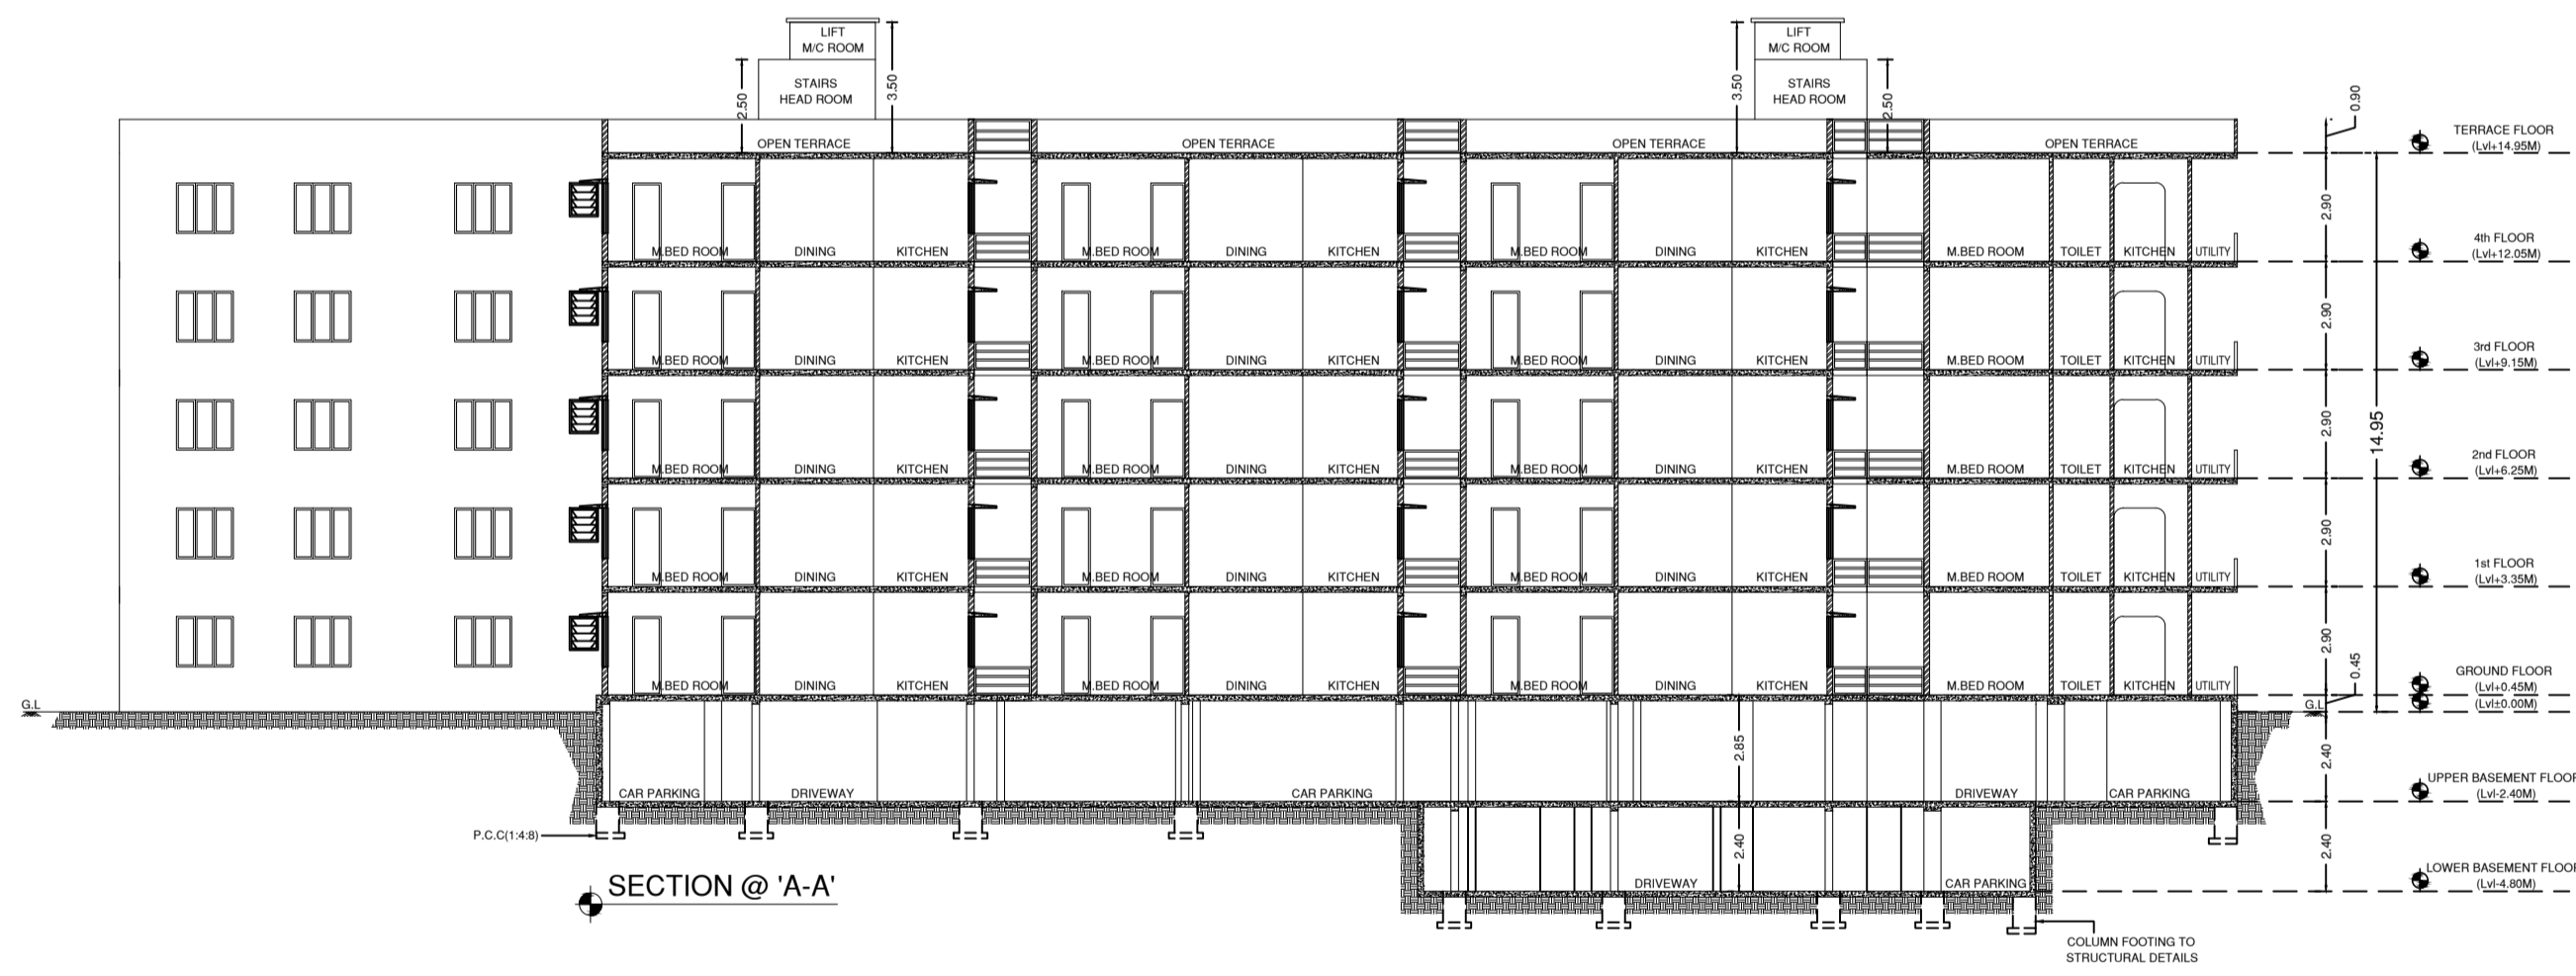 LIFT
M/C ROOM
LIFT
M/C ROOM
STAIRS
HEAD ROOM
STAIRS
HEAD ROOM
2.50
3.50
3.50
2.50
0.90
OPEN TERRACE
OPEN TERRACE
OPEN TERRACE
OPEN TERRACE
TERRACE FLOOR
(Lvl+14.95M)
2.90
M.BED ROOM DINING KITCHEN M.BED ROOM DINING KITCHEN M.BED ROOM DINING KITCHEN M.BED ROOM TOILET KITCHEN UTILITY
4th FLOOR
(Lvl+12.05M)
2.90
M.BED ROOM DINING KITCHEN M.BED ROOM DINING KITCHEN M.BED ROOM DINING KITCHEN M.BED ROOM TOILET KITCHEN UTILITY
3rd FLOOR
(Lvl+9.15M)
2.90
14.95
M.BED ROOM DINING KITCHEN M.BED ROOM DINING KITCHEN M.BED ROOM DINING KITCHEN M.BED ROOM TOILET KITCHEN UTILITY
2nd FLOOR
(Lvl+6.25M)
2.90
M.BED ROOM DINING KITCHEN M.BED ROOM DINING KITCHEN M.BED ROOM DINING KITCHEN M.BED ROOM TOILET KITCHEN UTILITY
1st FLOOR
(Lvl+3.35M)
2.90
0.45
M.BED ROOM DINING KITCHEN M.BED ROOM DINING KITCHEN M.BED ROOM DINING KITCHEN M.BED ROOM TOILET KITCHEN UTILITY
GROUND FLOOR
(Lvl+0.45M)
(Lvl±0.00M)
G.L
G.L
2.85
2.40
CAR PARKING DRIVEWAY CAR PARKING DRIVEWAY CAR PARKING
UPPER BASEMENT FLOOR
(Lvl-2.40M)
P.C.C(1:4:8)
2.40
2.40
DRIVEWAY CAR PARKING
LOWER BASEMENT FLOOR
(Lvl-4.80M)
SECTION @ 'A-A'
COLUMN FOOTING TO
STRUCTURAL DETAILS